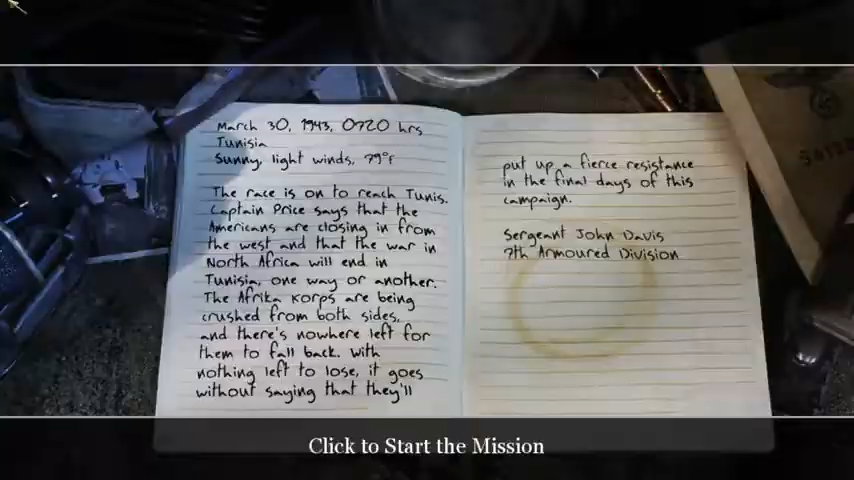 March 30, 1943, 0720 hrs
Tunisia
Sunny, light winds, 79°F
The race is on to reach Tunis.
Captain Price says that the
Americans are closing in from
the west and that the war in
North Africa will end in
Tunisia, one way or another.
The Afrika Korps are being
crushed from both sides,
and there's nowhere left for
them to fall back. With
nothing left to lose, it goes
without saying that they'll
put up a fierce resistance
in the final days of this
campaign.
Sergeant John Davis
7th Armoured Division
Click to Start the Mission